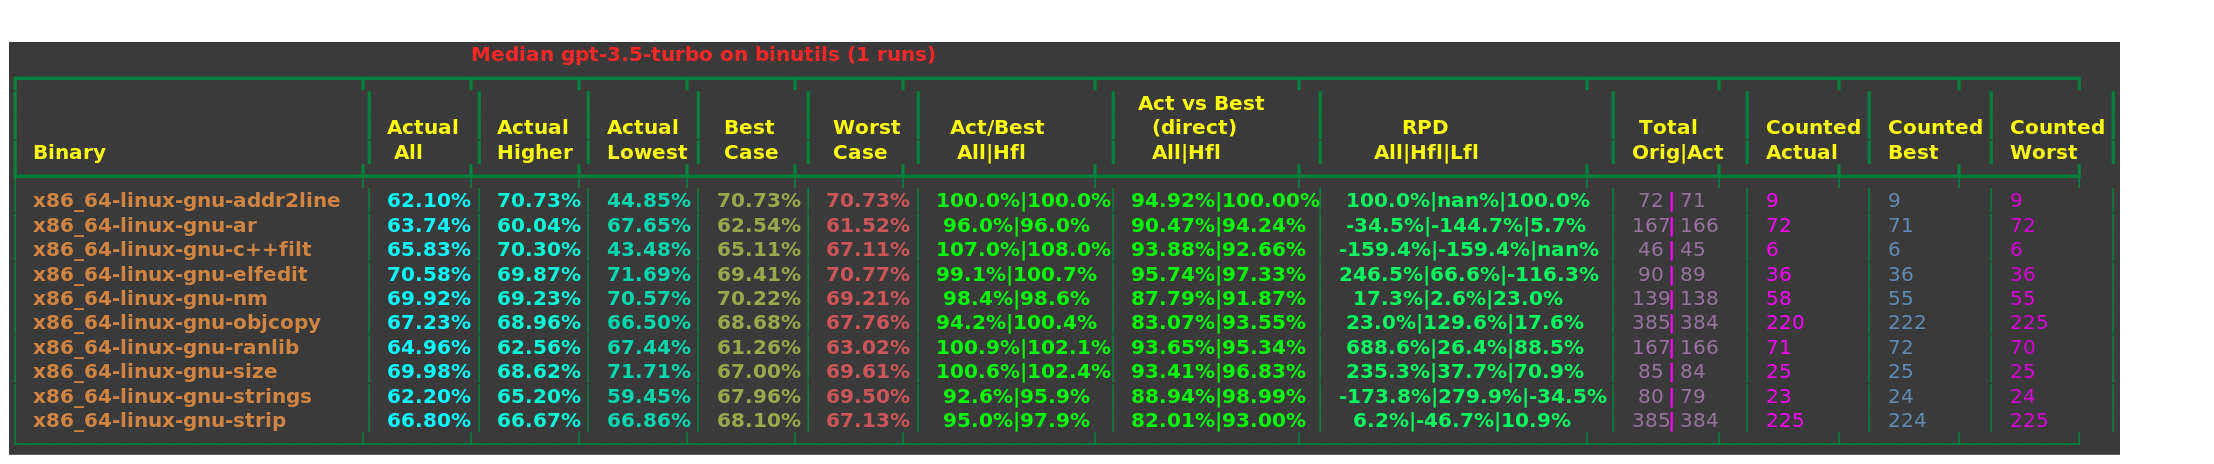 Median gpt-3.5-turbo on binutils (1 runs)
Act vs Best
Actual Actual Actual Best Worst Act/Best (direct) RPD Total Counted Counted Counted
Binary All Higher Lowest Case Case All|Hfl All|Hfl All|Hfl|Lfl Orig|Act Actual Best Worst
x86_64-linux-gnu-addr2line 62.10% 70.73% 44.85% 70.73% 70.73% 100.0%|100.0% 94.92%|100.00% 100.0%|nan%|100.0% 72|71 9 9 9
x86_64-linux-gnu-ar 63.74% 60.04% 67.65% 62.54% 61.52% 96.0%|96.0% 90.47%|94.24% -34.5%|-144.7%|5.7% 167|166 72 71 72
x86_64-linux-gnu-c++filt 65.83% 70.30% 43.48% 65.11% 67.11% 107.0%|108.0% 93.88%|92.66% -159.4%|-159.4%|nan% 46|45 6 6 6
x86_64-linux-gnu-elfedit 70.58% 69.87% 71.69% 69.41% 70.77% 99.1%|100.7% 95.74%|97.33% 246.5%|66.6%|-116.3% 90|89 36 36 36
x86_64-linux-gnu-nm 69.92% 69.23% 70.57% 70.22% 69.21% 98.4%|98.6% 87.79%|91.87% 17.3%|2.6%|23.0% 139|138 58 55 55
x86_64-linux-gnu-objcopy 67.23% 68.96% 66.50% 68.68% 67.76% 94.2%|100.4% 83.07%|93.55% 23.0%|129.6%|17.6% 385|384 220 222 225
x86_64-linux-gnu-ranlib 64.96% 62.56% 67.44% 61.26% 63.02% 100.9%|102.1% 93.65%|95.34% 688.6%|26.4%|88.5% 167|166 71 72 70
x86_64-linux-gnu-size 69.98% 68.62% 71.71% 67.00% 69.61% 100.6%|102.4% 93.41%|96.83% 235.3%|37.7%|70.9% 85|84 25 25 25
x86_64-linux-gnu-strings 62.20% 65.20% 59.45% 67.96% 69.50% 92.6%|95.9% 88.94%|98.99% -173.8%|279.9%|-34.5% 80|79 23 24 24
x86_64-linux-gnu-strip 66.80% 66.67% 66.86% 68.10% 67.13% 95.0%|97.9% 82.01%|93.00% 6.2%|-46.7%|10.9% 385|384 225 224 225